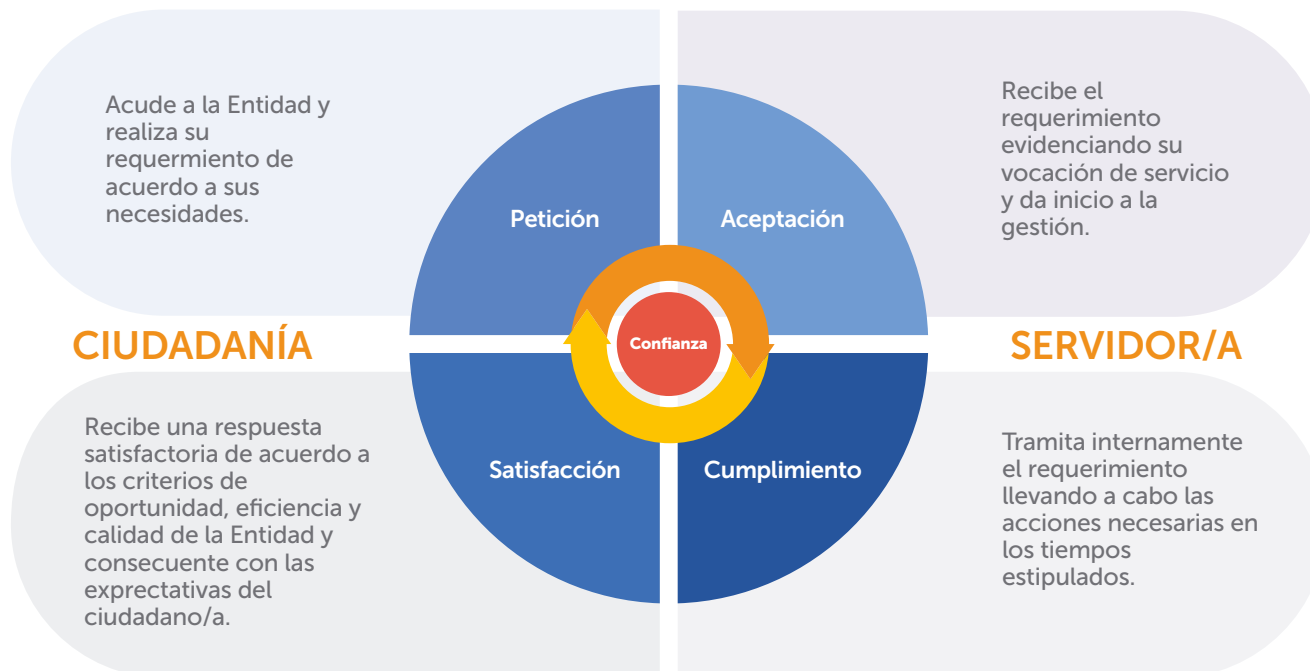 Acude a la Entidad y
realiza su
requermiento de
acuerdo a sus
necesidades.
Petición
Aceptación
Recibe el
requerimiento
evidenciando su
vocación de servicio
y da inicio a la
gestión.
CIUDADANÍA
Confianza
SERVIDOR/A
Recibe una respuesta
satisfactoria de acuerdo a
los criterios de
oportunidad, eficiencia y
calidad de la Entidad y
consecuente con las
exprectativas del
ciudadano/a.
Satisfacción
Cumplimiento
Tramita internamente
el requerimiento
llevando a cabo las
acciones necesarias en
los tiempos
estipulados.